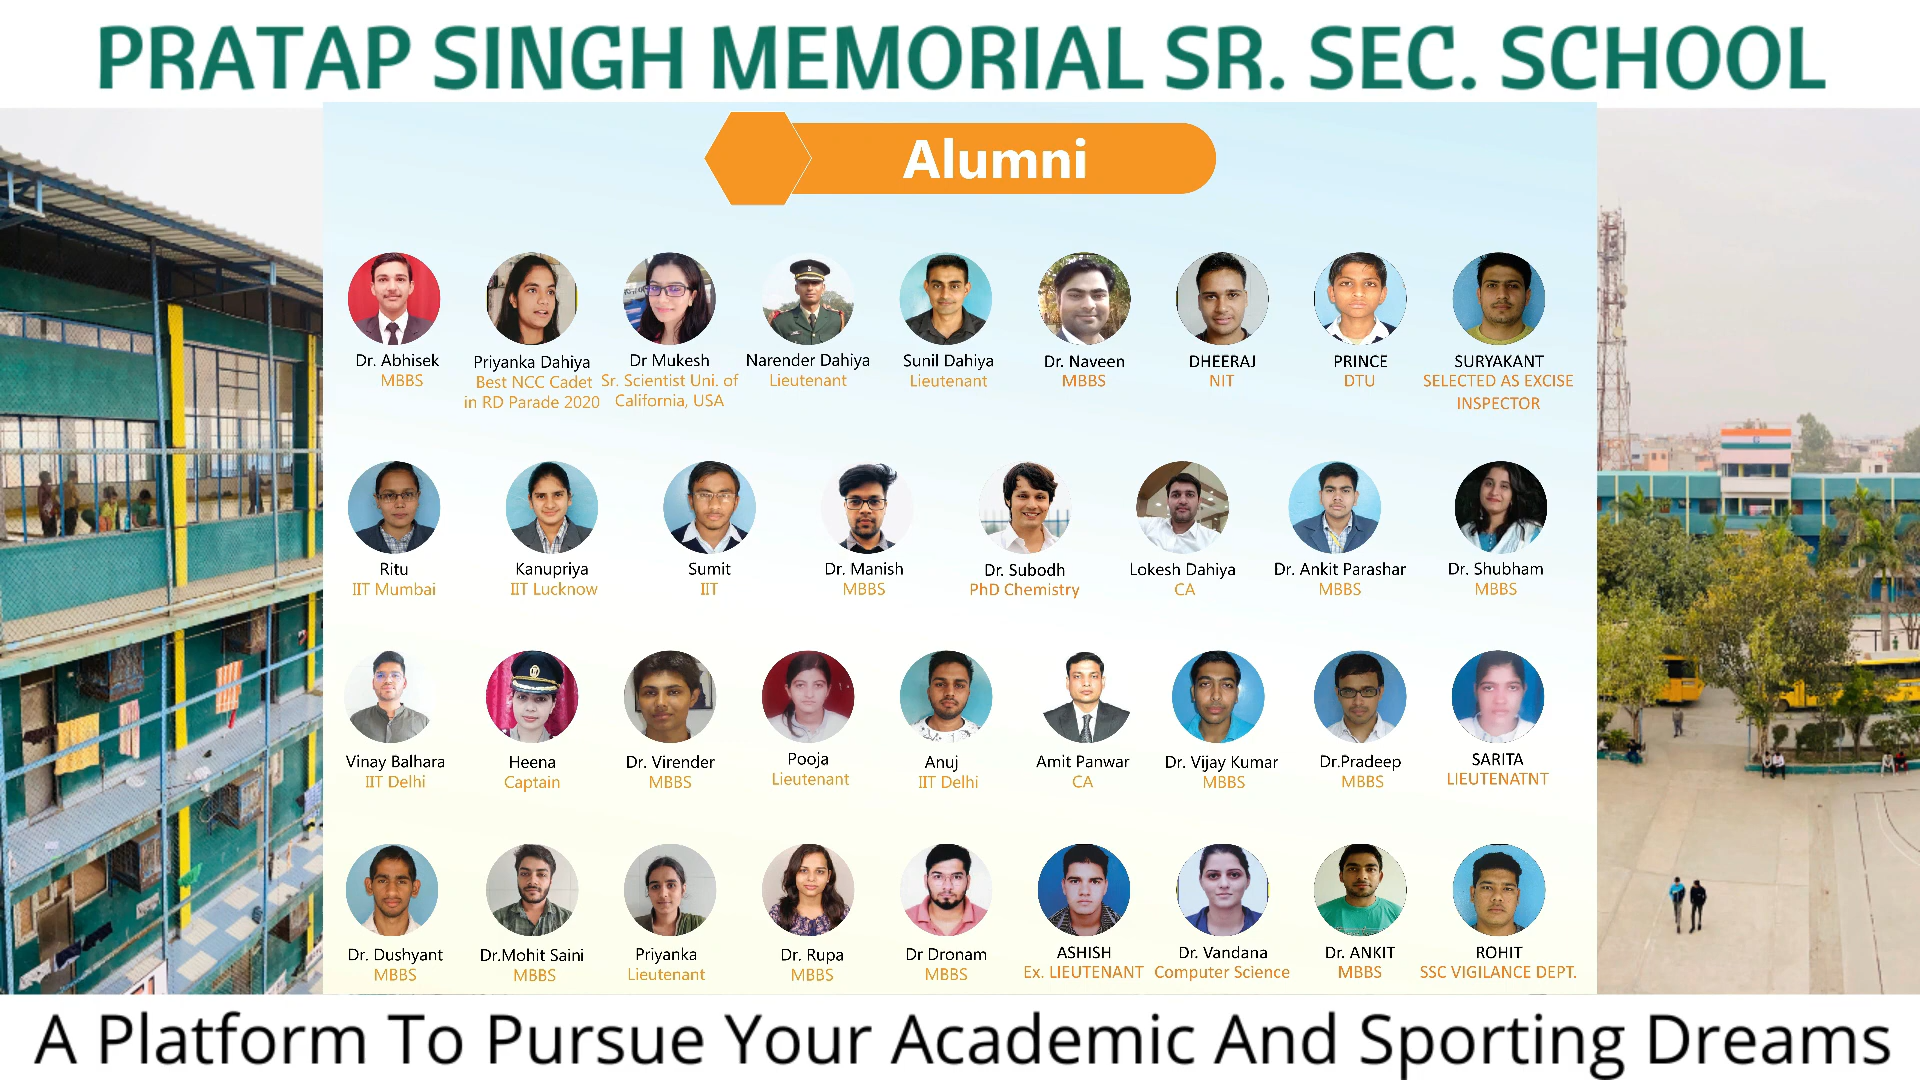 PRATAP SINGH MEMORIAL SR. SEC. SCHOOL
Alumni
Dr. Abhisek
MBBS
Priyanka Dahiya
Best NCC Cadet
in RD Parade 2020
Dr Mukesh
Sr. Scientist Uni. of
California, USA
Narender Dahiya
Lieutenant
Sunil Dahiya
Lieutenant
Dr. Naveen
MBBS
DHEERAJ
NIT
PRINCE
DTU
SURYAKANT
SELECTED AS EXCISE
INSPECTOR
Ritu
IIT Mumbai
Kanupriya
IIT Lucknow
Sumit
IIT
Dr. Manish
MBBS
Dr. Subodh
PhD Chemistry
Lokesh Dahiya
CA
Dr. Ankit Parashar
MBBS
Dr. Shubham
MBBS
Vinay Balhara
IIT Delhi
Heena
Captain
Dr. Virender
MBBS
Pooja
Lieutenant
Anuj
IIT Delhi
Amit Panwar
CA
Dr. Vijay Kumar
MBBS
Dr.Pradeep
MBBS
SARITA
LIEUTENATNT
Dr. Dushyant
MBBS
Dr.Mohit Saini
MBBS
Priyanka
Lieutenant
Dr. Rupa
MBBS
Dr Dronam
MBBS
ASHISH
Ex. LIEUTENANT
Dr. Vandana
Computer Science
Dr. ANKIT
MBBS
ROHIT
SSC VIGILANCE DEPT.
A Platform To Pursue Your Academic And Sporting Dreams